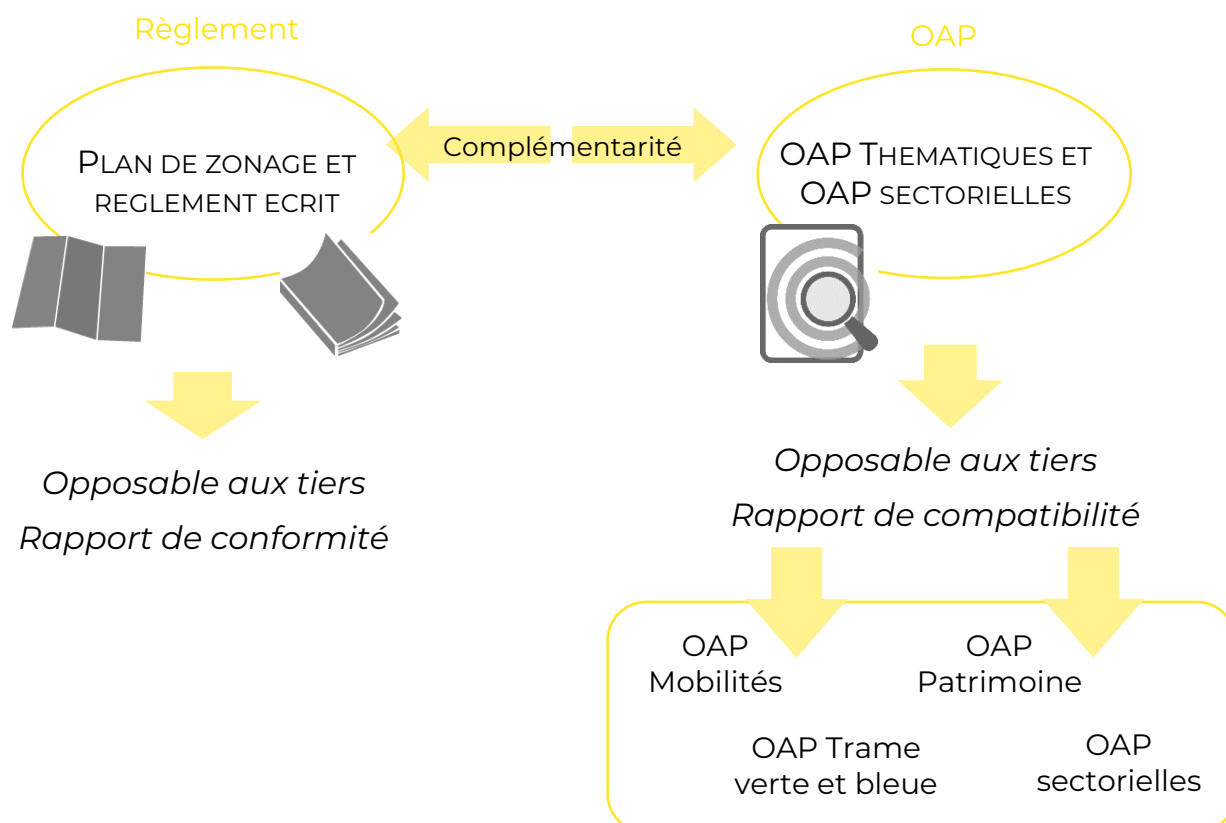 Règlement
PLAN DE ZONAGE ET
REGLEMENT ECRIT
Opposable aux tiers
Rapport de conformité
Complémentarité
OAP
OAP THEMATIQUES ET
OAP SECTORIELLES
Opposable aux tiers
Rapport de compatibilité
OAP
Mobilités
OAP
Patrimoine
OAP Trame
verte et bleue
OAP
sectorielles